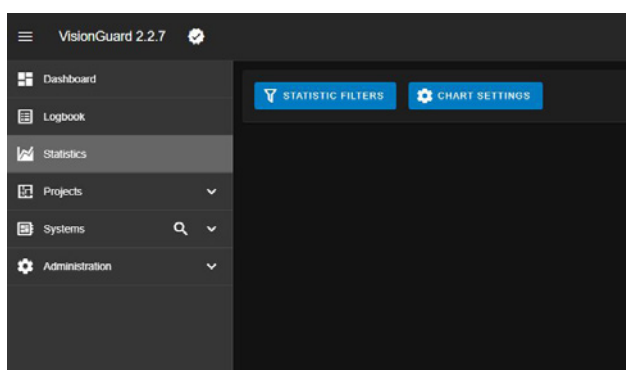 VisionGuard 2.2.7
Dashboard
Logbook
Statistics
Projects
Systems
Administration
STATISTIC FILTERS
CHART SETTINGS